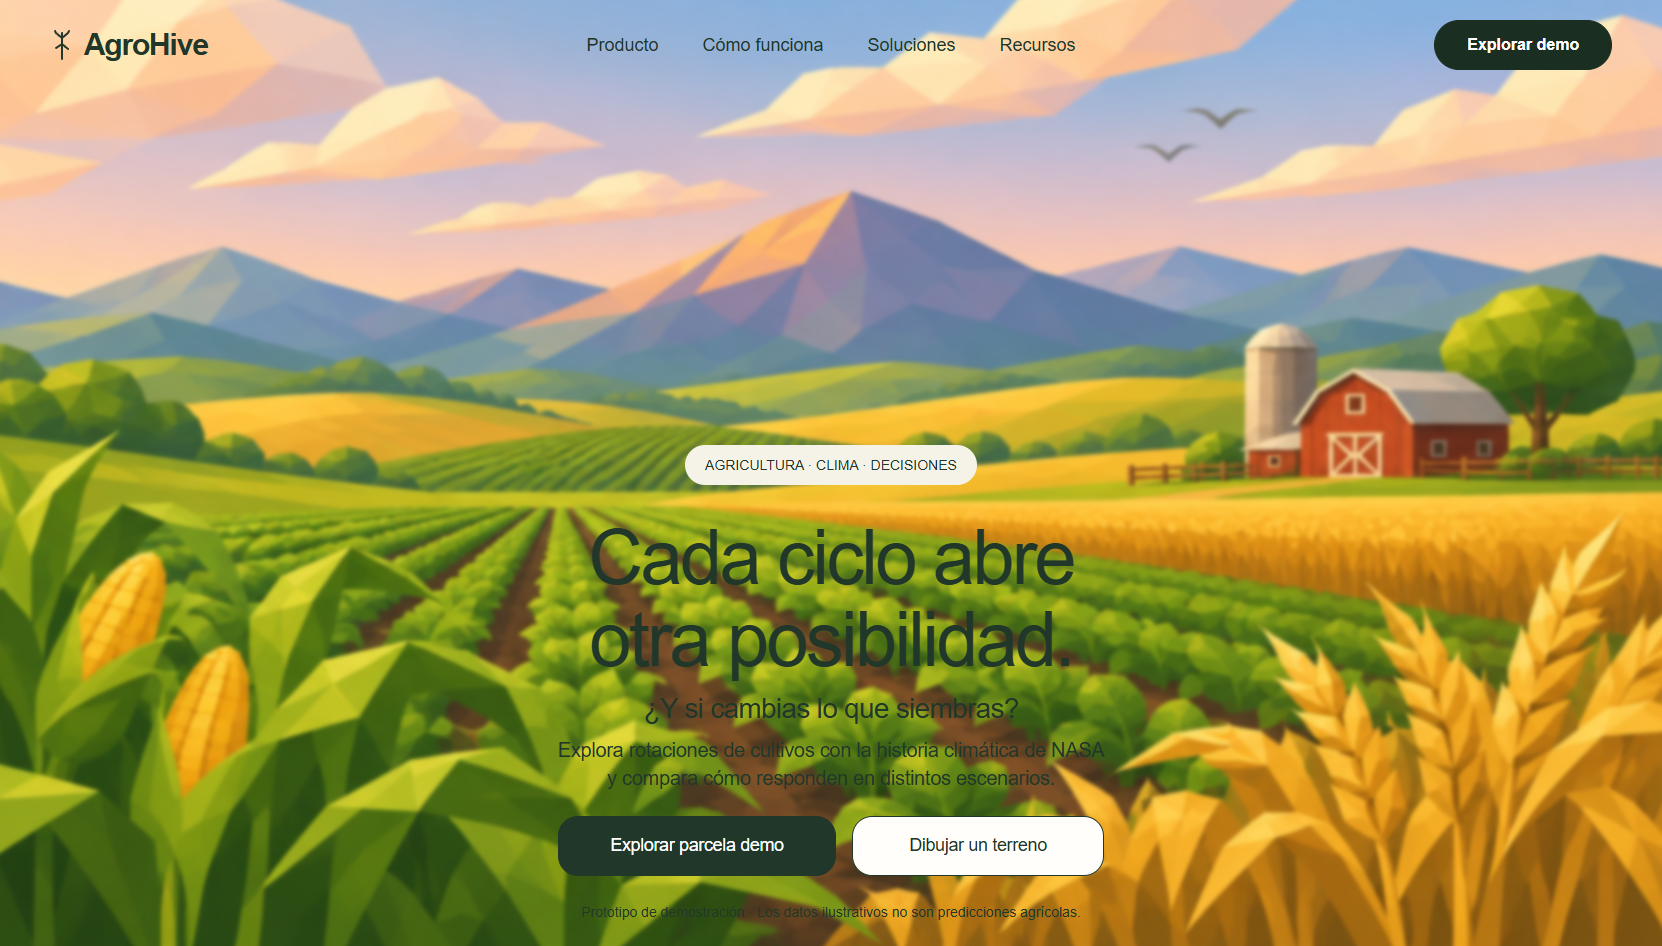 AgroHive
Producto
Cómo funciona
Soluciones
Recursos
Explorar demo
AGRICULTURA · CLIMA · DECISIONES
Cada ciclo abre
otra posibilidad.
¿Y si cambias lo que siembras?
Explora rotaciones de cultivos con la historia climática de NASA
y compara cómo responden en distintos escenarios.
Explorar parcela demo
Dibujar un terreno
Prototipo de demostración · Los datos ilustrativos no son predicciones agrícolas.